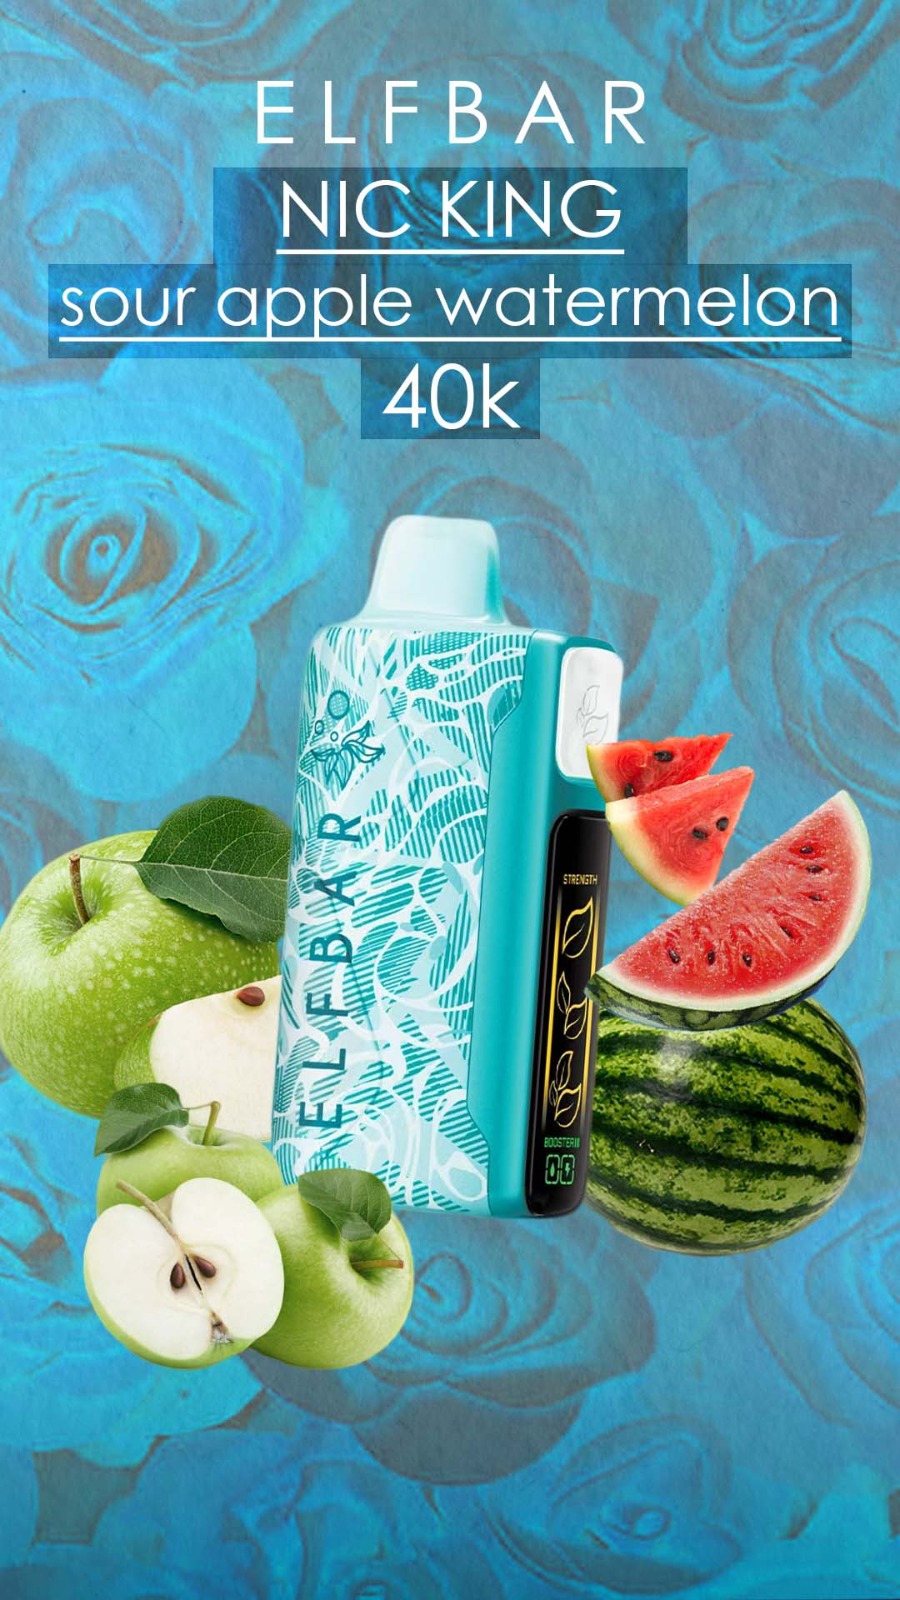 ELFBAR
NIC KING
sour apple watermelon
40k
ELFBAR
STRENGTH
BOOSTER